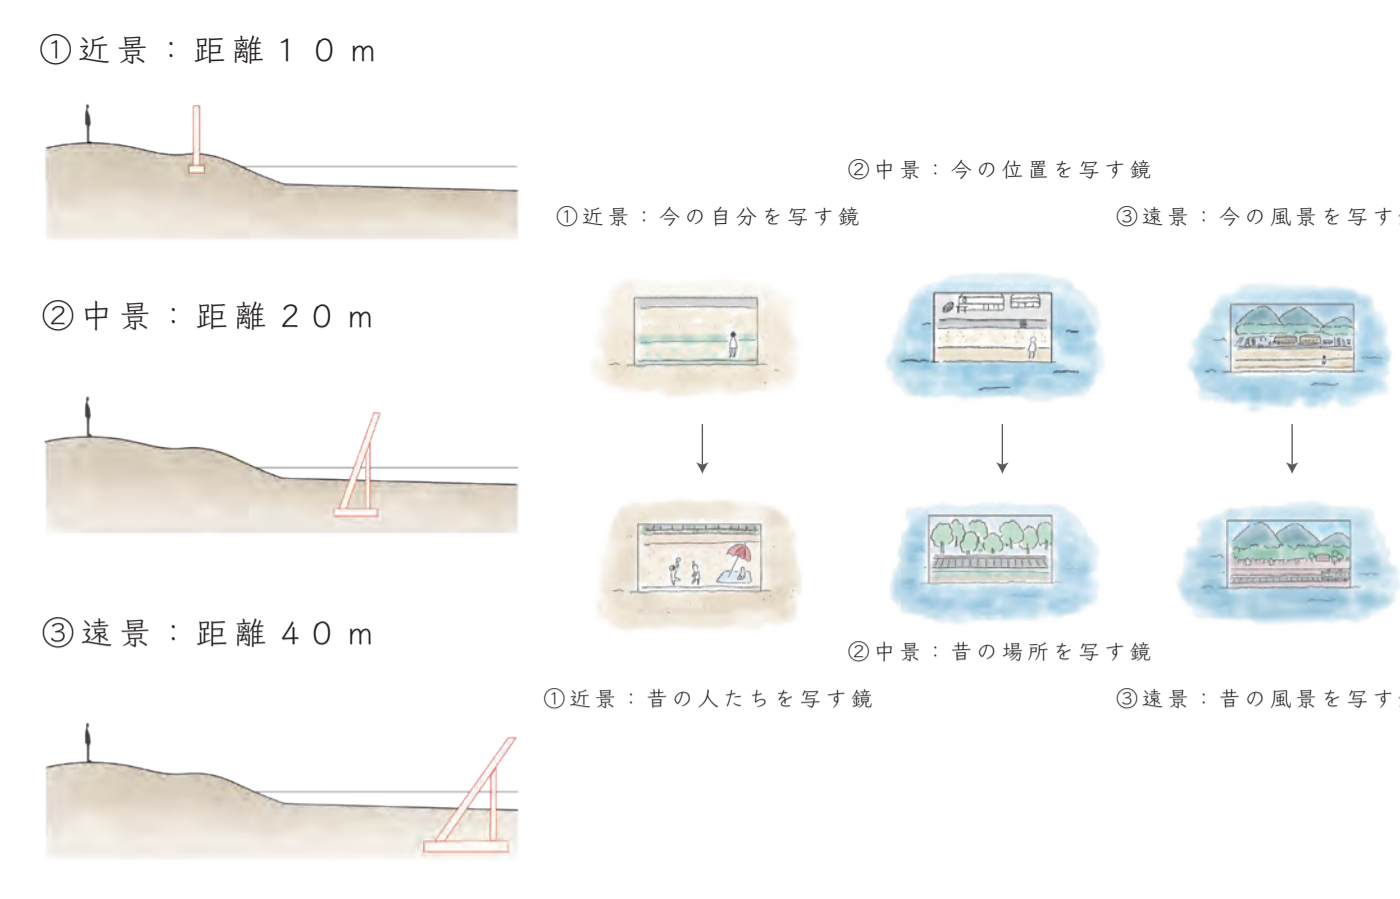 ①近景：距離１０ｍ
②中景：距離２０ｍ
③遠景：距離４０ｍ
②中景：今の位置を写す鏡
①近景：今の自分を写す鏡
③遠景：今の風景を写す
②中景：昔の場所を写す鏡
①近景：昔の人たちを写す鏡
③遠景：昔の風景を写す